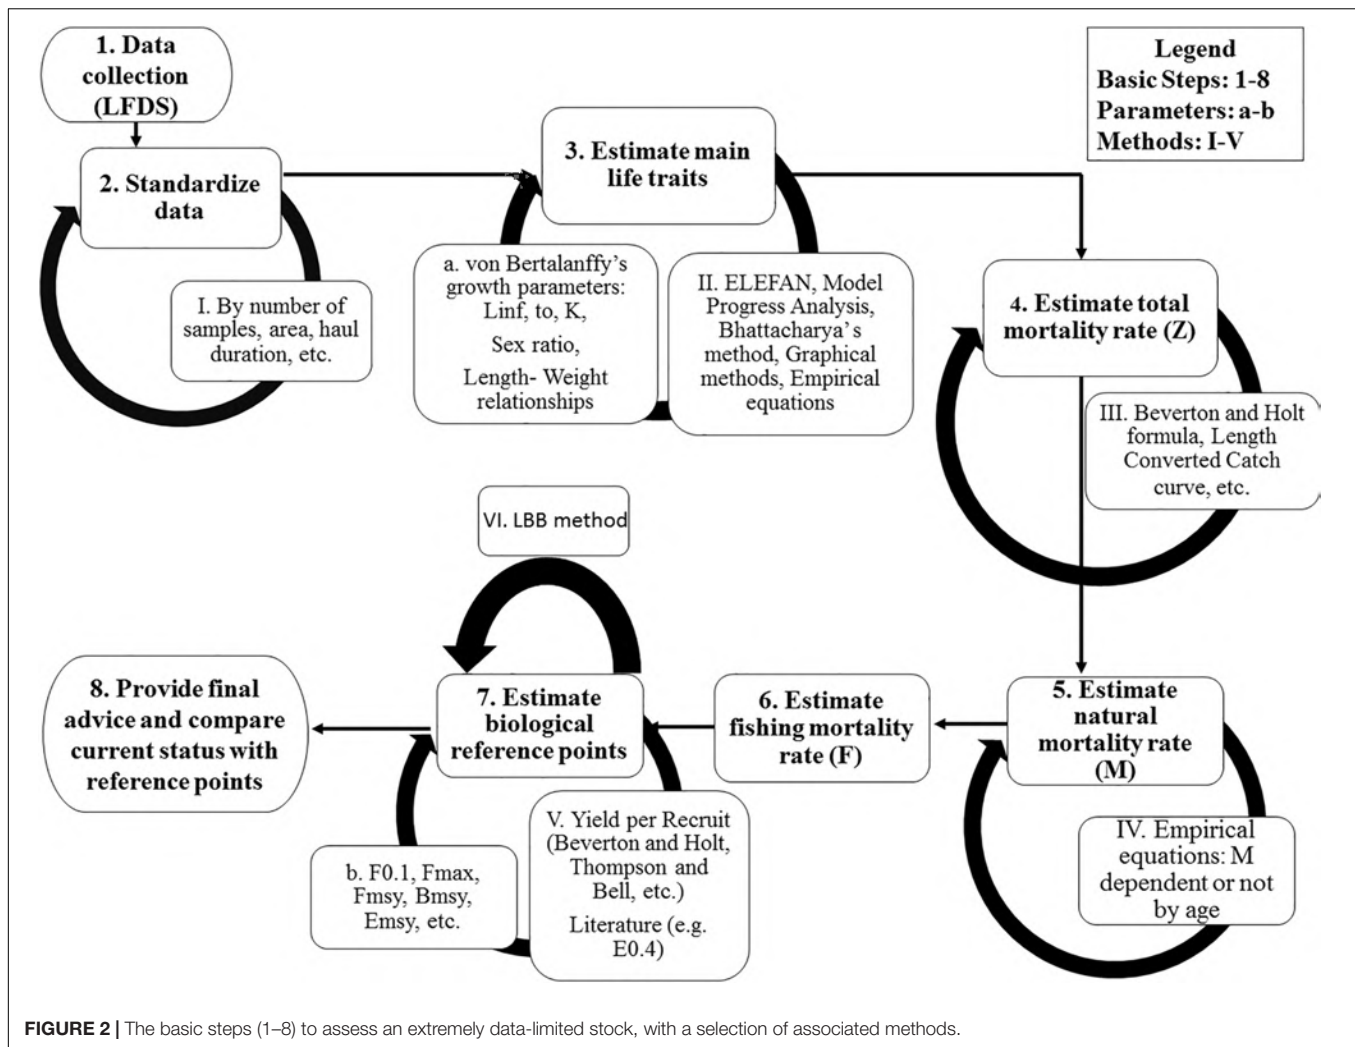 1. Data
collection
(LFDS)
Legend
Basic Steps: 1-8
Parameters: a-b
Methods: I-V
2. Standardize
data
I. By number of
samples, area, haul
duration, etc.
3. Estimate main
life traits
a. von Bertalanffy's
growth parameters:
Linf, to, K,
Sex ratio,
Length- Weight
relationships
II. ELEFAN, Model
Progress Analysis,
Bhattacharya's
method, Graphical
methods, Empirical
equations
4. Estimate total
mortality rate (Z)
III. Beverton and Holt
formula, Length
Converted Catch
curve, etc.
5. Estimate
natural
mortality rate
(M)
IV. Empirical
equations: M
dependent or not
by age
6. Estimate
fishing mortality
rate (F)
VI. LBB method
7. Estimate
biological
reference points
b. F0.1, Fmax,
Fmsy, Bmsy,
Emsy, etc.
V. Yield per Recruit
(Beverton and Holt,
Thompson and
Bell, etc.)
Literature (e.g.
E0.4)
8. Provide final
advice and compare
current status with
reference points
FIGURE 2 | The basic steps (1–8) to assess an extremely data-limited stock, with a selection of associated methods.